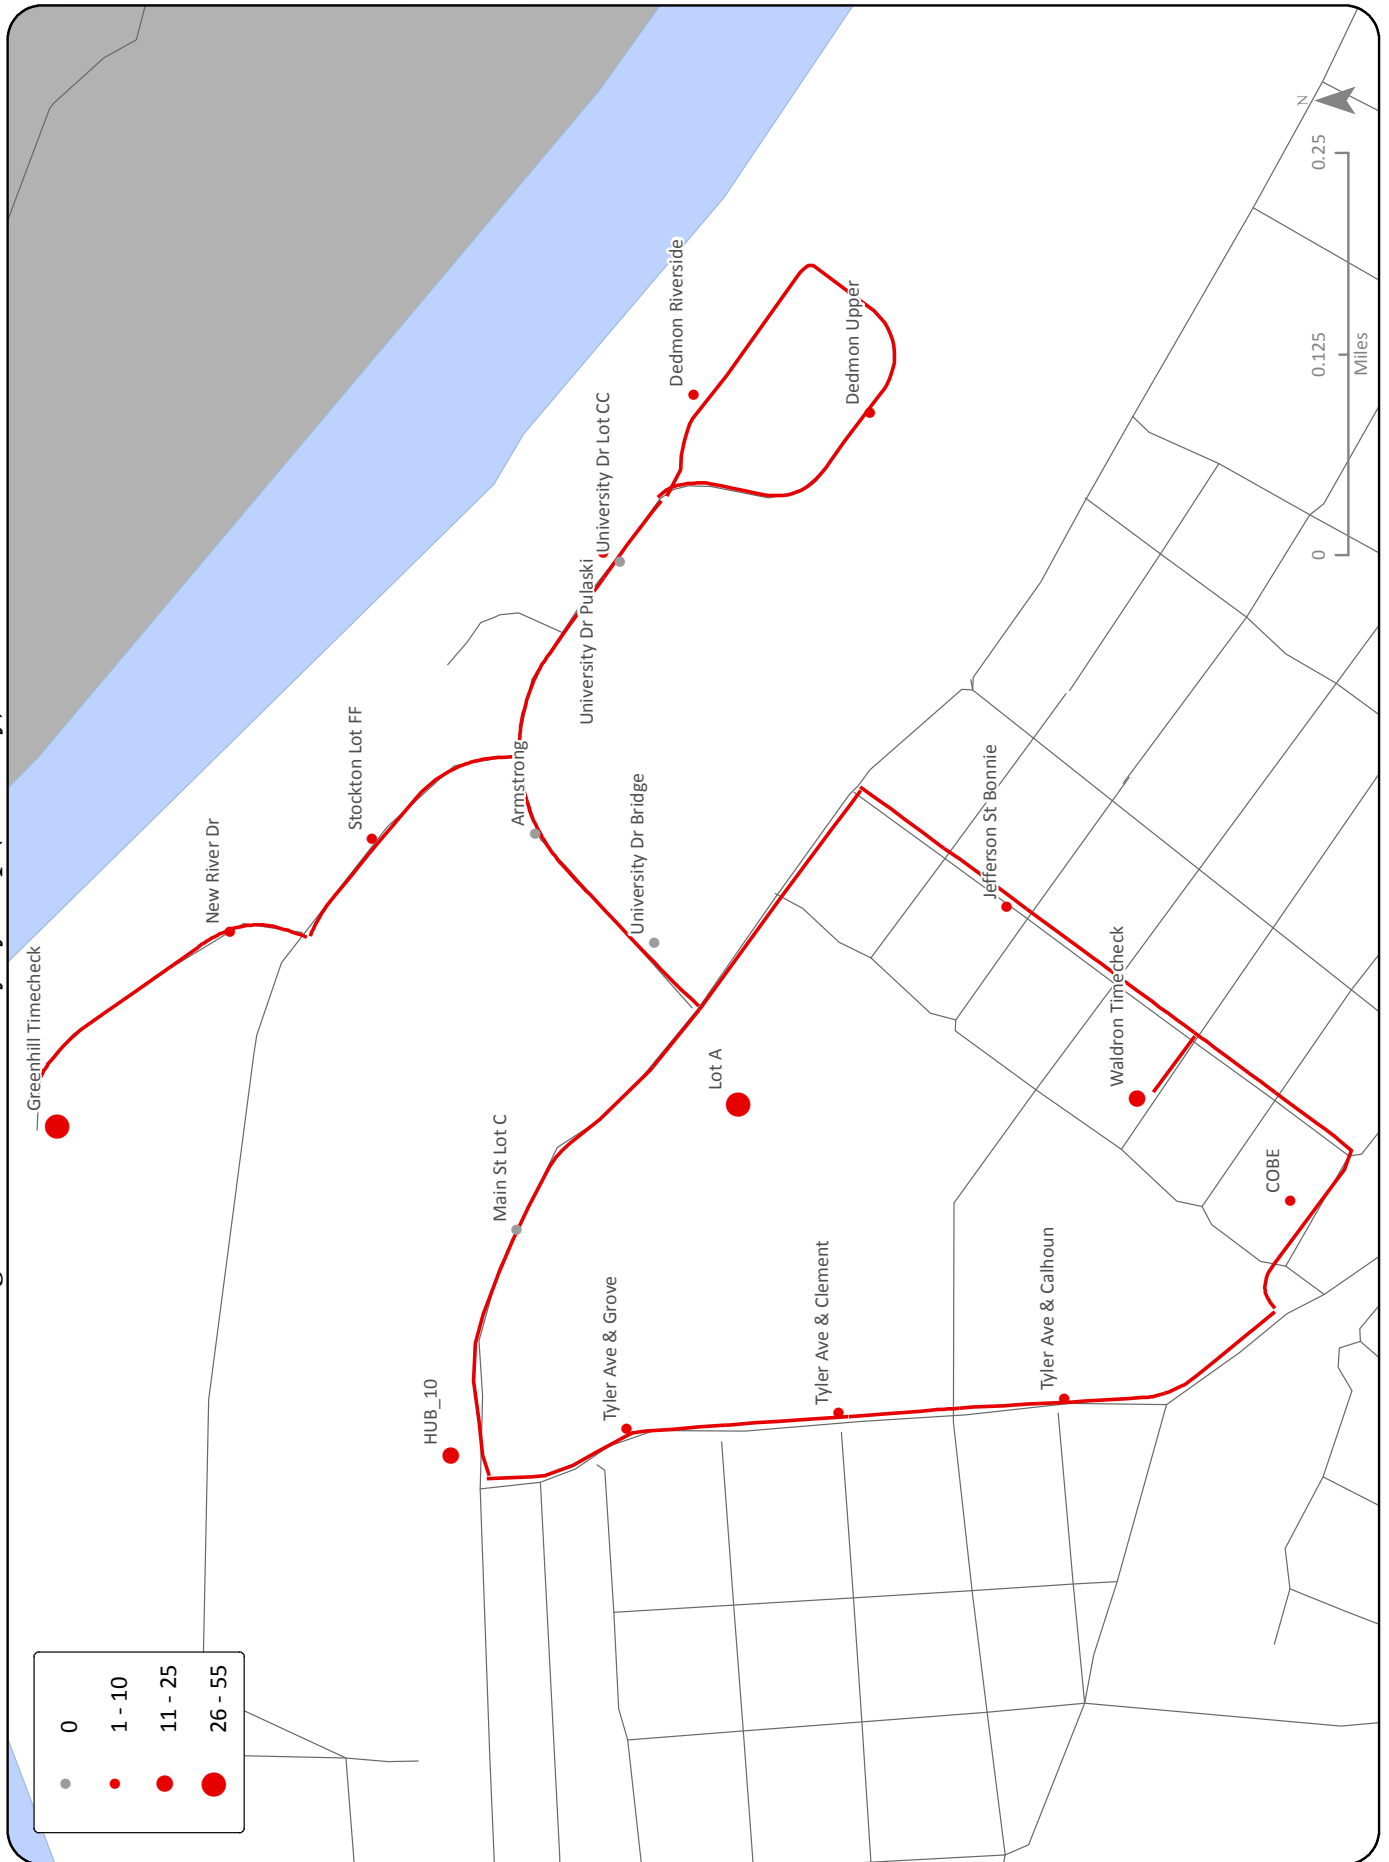 0
1 - 10
11 - 25
26 - 55
Greenhill Timecheck
New River Dr
Stockton Lot FF
HUB_10
Main St Lot C
Armstrong
University Dr Pulaski
University Dr Lot CC
Dedmon Riverside
University Dr Bridge
Tyler Ave & Grove
Lot A
Dedmon Upper
Tyler Ave & Clement
Jefferson St Bonnie
Tyler Ave & Calhoun
Waldron Timecheck
COBE
N
0
0.125
0.25
Miles